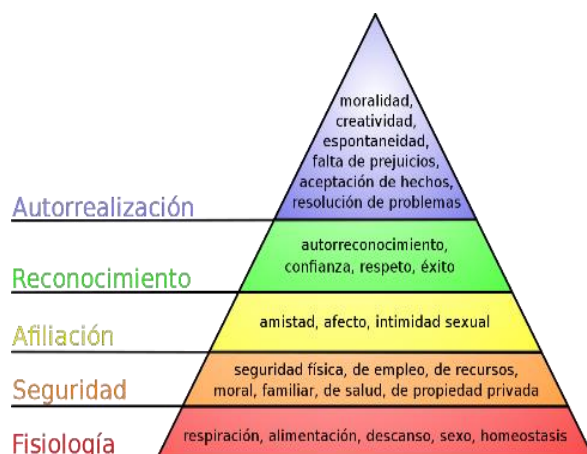 moralidad,
creatividad,
espontaneidad,
falta de prejuicios,
aceptación de hechos,
resolución de problemas
Autorrealización
autorreconocimiento,
confianza, respeto, éxito
Reconocimiento
amistad, afecto, intimidad sexual
Afiliación
seguridad física, de empleo, de recursos,
moral, familiar, de salud, de propiedad privada
Seguridad
respiración, alimentación, descanso, sexo, homeostasis
Fisiología